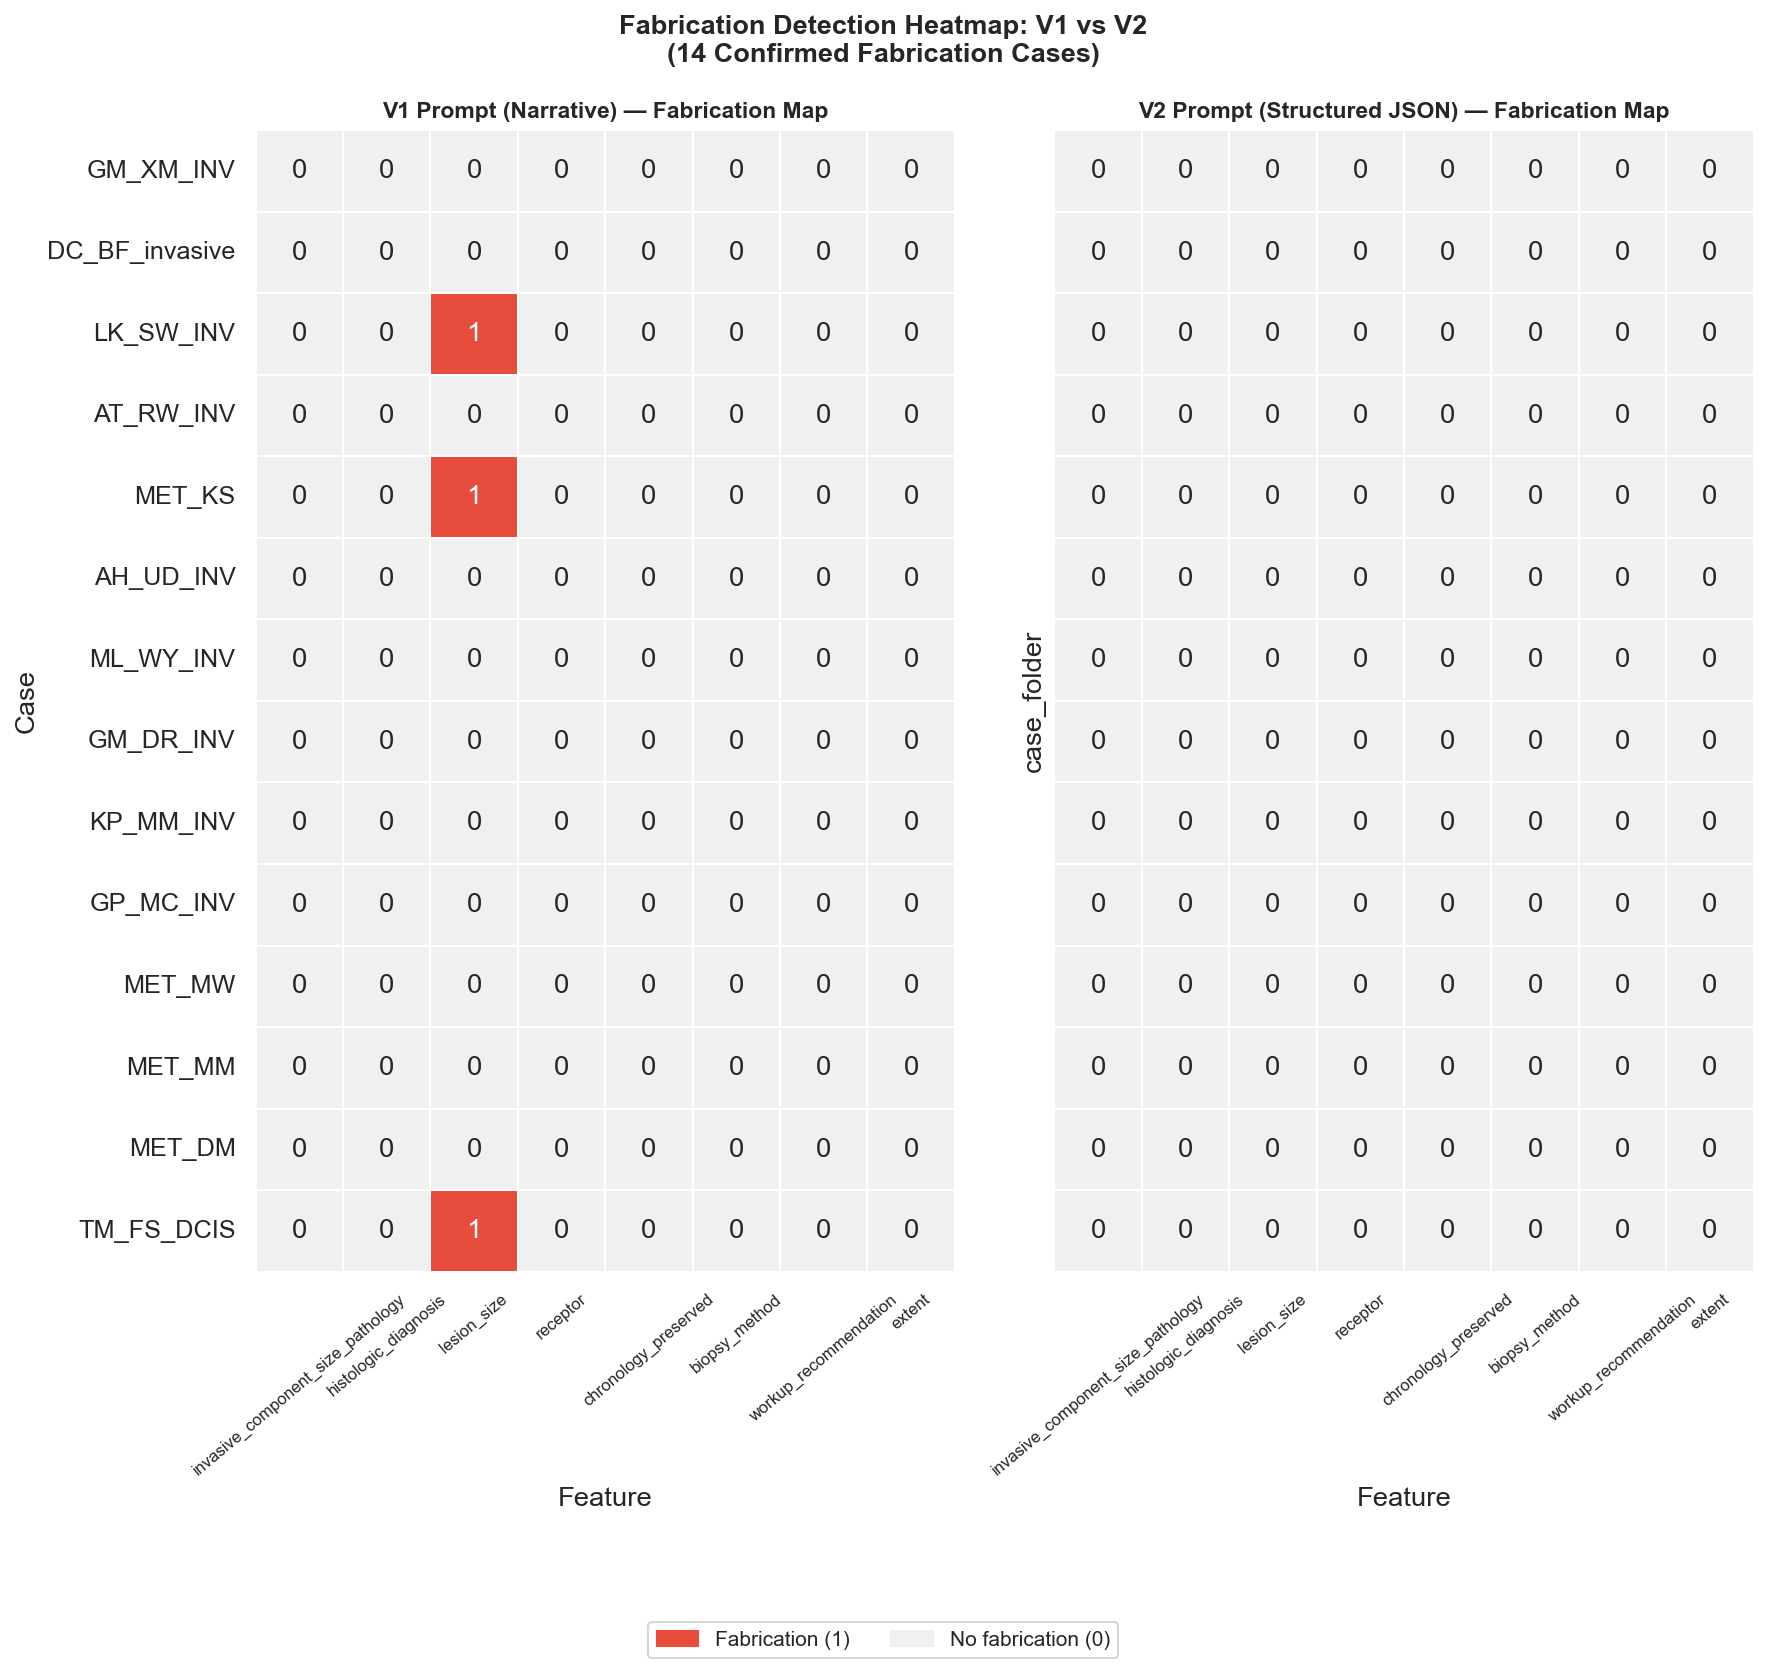 Fabrication Detection Heatmap: V1 vs V2
(14 Confirmed Fabrication Cases)
V1 Prompt (Narrative) — Fabrication Map
V2 Prompt (Structured JSON) — Fabrication Map
Case
case_folder
GM_XM_INV 0 0 0 0 0 0 0 0 0 0 0 0 0 0 0 0
DC_BF_invasive 0 0 0 0 0 0 0 0 0 0 0 0 0 0 0 0
LK_SW_INV 0 0 1 0 0 0 0 0 0 0 0 0 0 0 0 0
AT_RW_INV 0 0 0 0 0 0 0 0 0 0 0 0 0 0 0 0
MET_KS 0 0 1 0 0 0 0 0 0 0 0 0 0 0 0 0
AH_UD_INV 0 0 0 0 0 0 0 0 0 0 0 0 0 0 0 0
ML_WY_INV 0 0 0 0 0 0 0 0 0 0 0 0 0 0 0 0
GM_DR_INV 0 0 0 0 0 0 0 0 0 0 0 0 0 0 0 0
KP_MM_INV 0 0 0 0 0 0 0 0 0 0 0 0 0 0 0 0
GP_MC_INV 0 0 0 0 0 0 0 0 0 0 0 0 0 0 0 0
MET_MW 0 0 0 0 0 0 0 0 0 0 0 0 0 0 0 0
MET_MM 0 0 0 0 0 0 0 0 0 0 0 0 0 0 0 0
MET_DM 0 0 0 0 0 0 0 0 0 0 0 0 0 0 0 0
TM_FS_DCIS 0 0 1 0 0 0 0 0 0 0 0 0 0 0 0 0
invasive_component_size_pathology
histologic_diagnosis
lesion_size
receptor
chronology_preserved
biopsy_method
workup_recommendation
extent
invasive_component_size_pathology
histologic_diagnosis
lesion_size
receptor
chronology_preserved
biopsy_method
workup_recommendation
extent
Feature
Feature
Fabrication (1)
No fabrication (0)